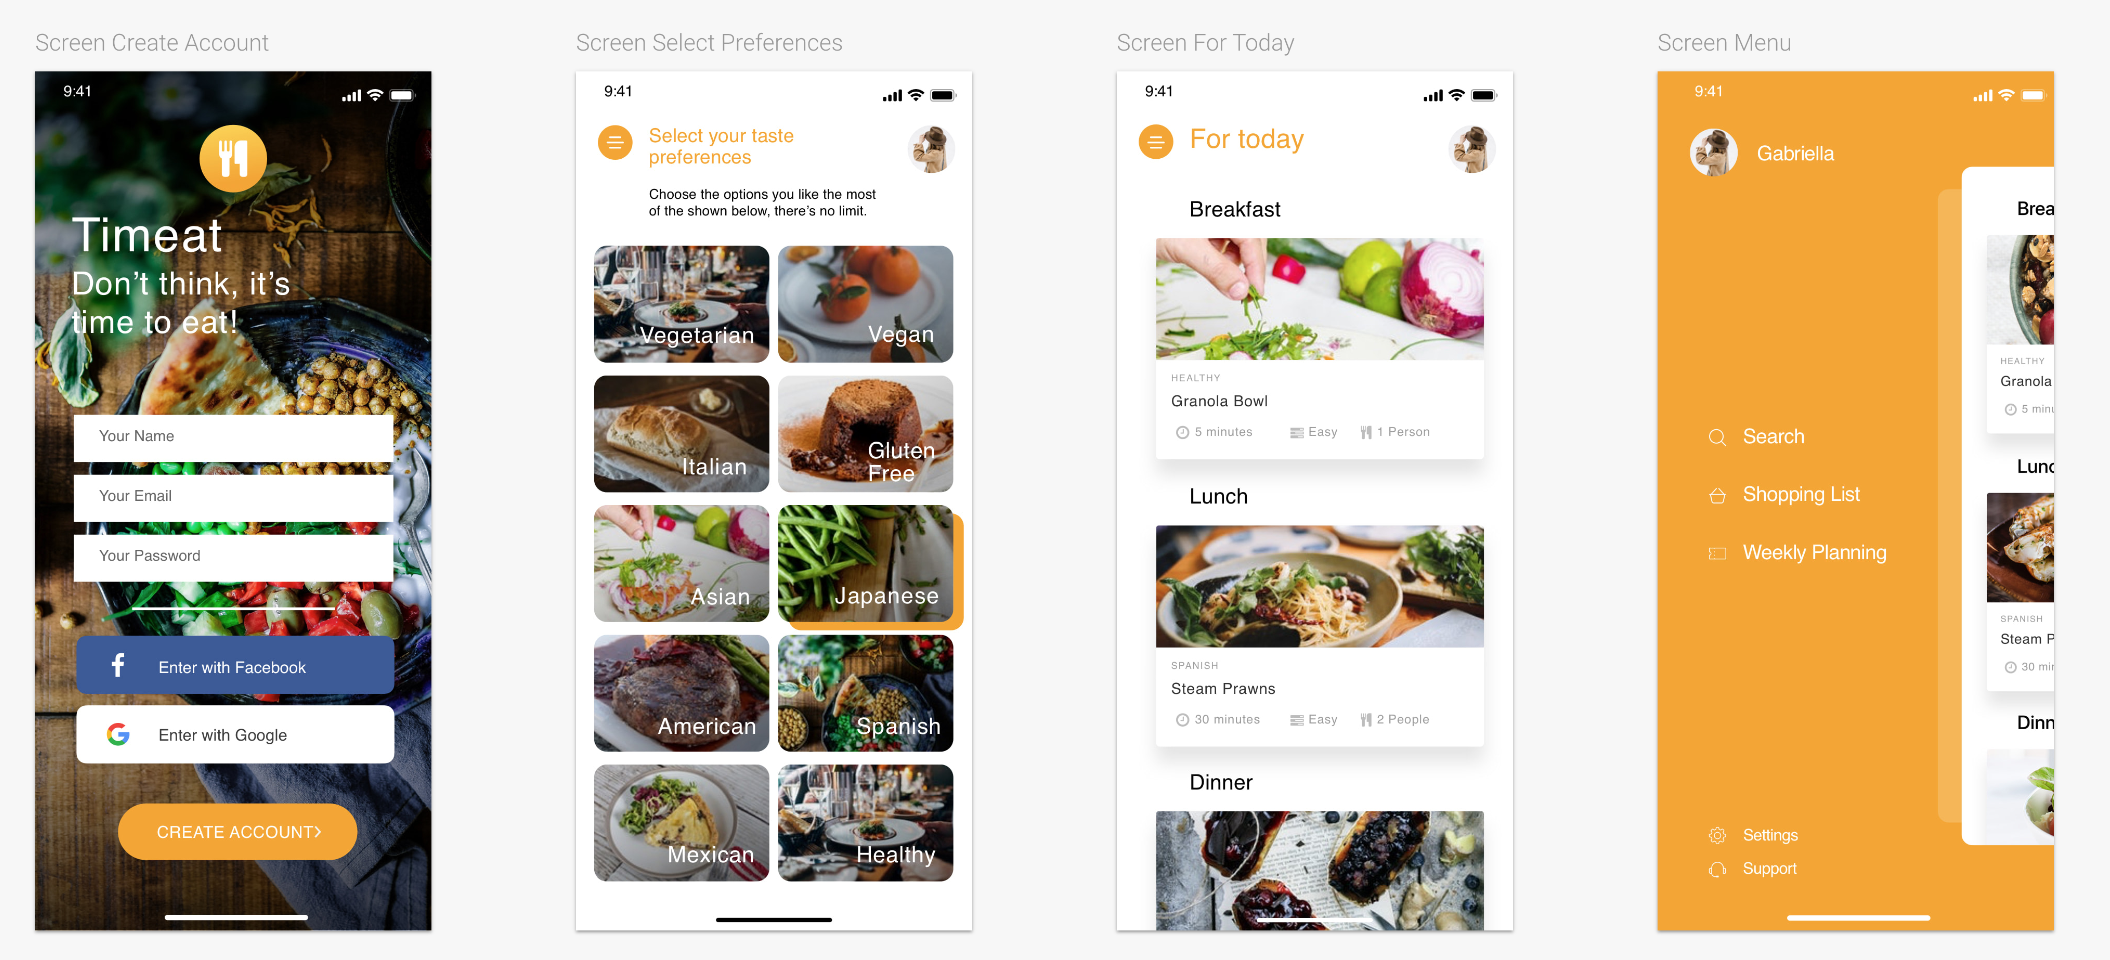 Screen Create Account
9:41
Timeat
Don't think, it's
time to eat!
Your Name
Your Email
Your Password
Enter with Facebook
Enter with Google
CREATE ACCOUNT
Screen Select Preferences
9:41
Select your taste
preferences
Choose the options you like the most
of the shown below, there's no limit.
Vegetarian
Vegan
Italian
Gluten
Free
Asian
Japanese
American
Spanish
Mexican
Healthy
Screen For Today
9:41
For today
Breakfast
HEALTHY
Granola Bowl
5 minutes Easy 1 Person
Lunch
SPANISH
Steam Prawns
30 minutes Easy 2 People
Dinner
Screen Menu
9:41
Gabriella
Search
Shopping List
Weekly Planning
Settings
Support
Brea
HEALTHY
Granola
5 minu
Lunc
SPANISH
Steam P
30 min
Dinn